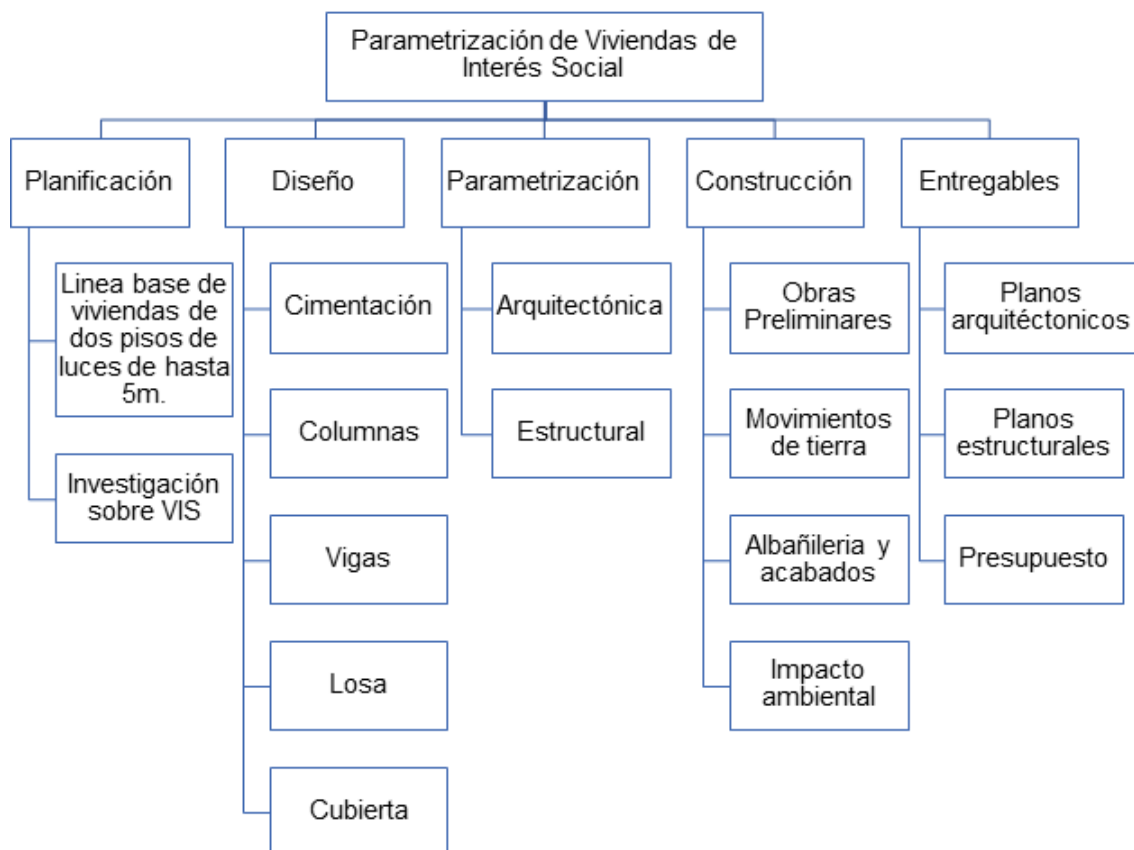 Parametrización de Viviendas de
Interés Social
Planificación
Diseño
Parametrización
Construcción
Entregables
Linea base de
viviendas de
dos pisos de
luces de hasta
5m.
Investigación
sobre VIS
Cimentación
Columnas
Vigas
Losa
Cubierta
Arquitectónica
Estructural
Obras
Preliminares
Movimientos
de tierra
Albañileria y
acabados
Impacto
ambiental
Planos
arquitéctonicos
Planos
estructurales
Presupuesto